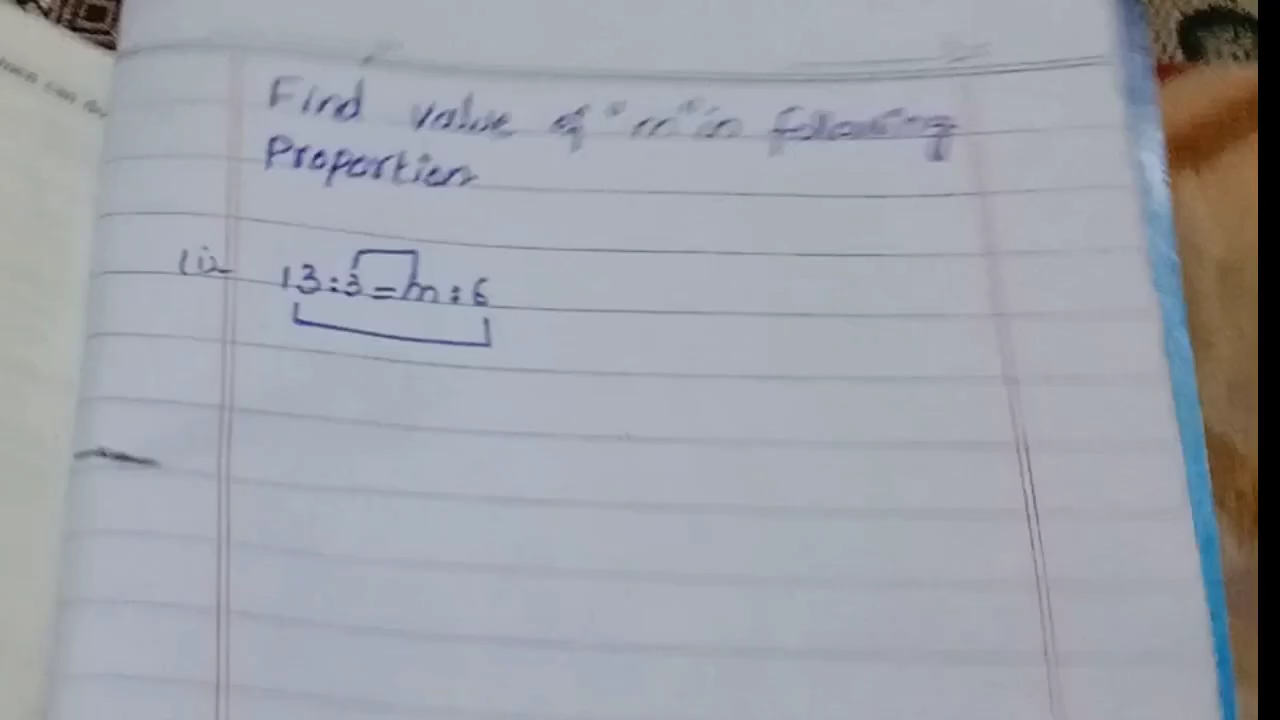 Find value of "m" in following
Proportion
(i) 13:3=m:6